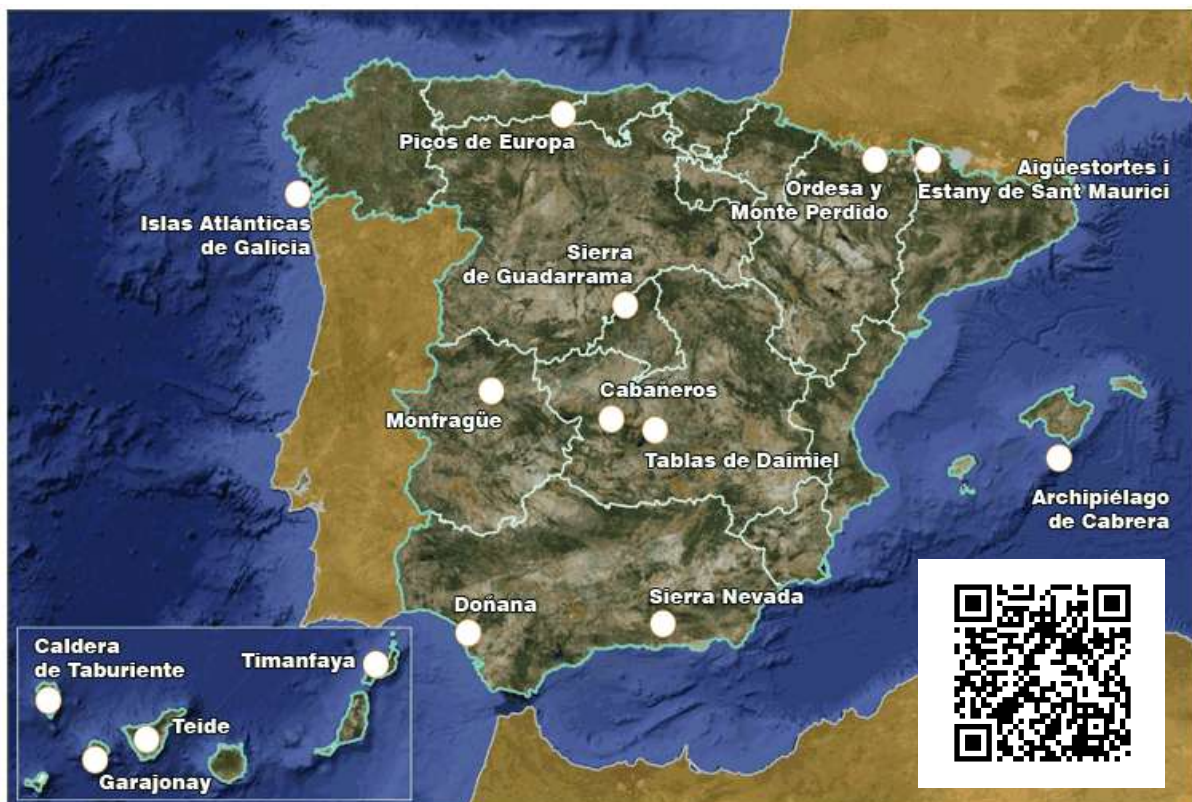 Picos de Europa
Ordesa y
Monte Perdido
Aigüestortes i
Estany de Sant Maurici
Islas Atlánticas
de Galicia
Sierra
de Guadarrama
Monfragüe
Cabañeros
Tablas de Daimiel
Archipiélago
de Cabrera
Doñana
Sierra Nevada
Caldera
de Taburiente
Timanfaya
Teide
Garajonay